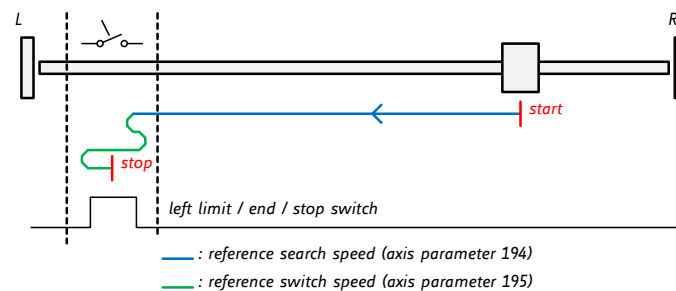 L
R
start
stop
left limit / end / stop switch
: reference search speed (axis parameter 194)
: reference switch speed (axis parameter 195)